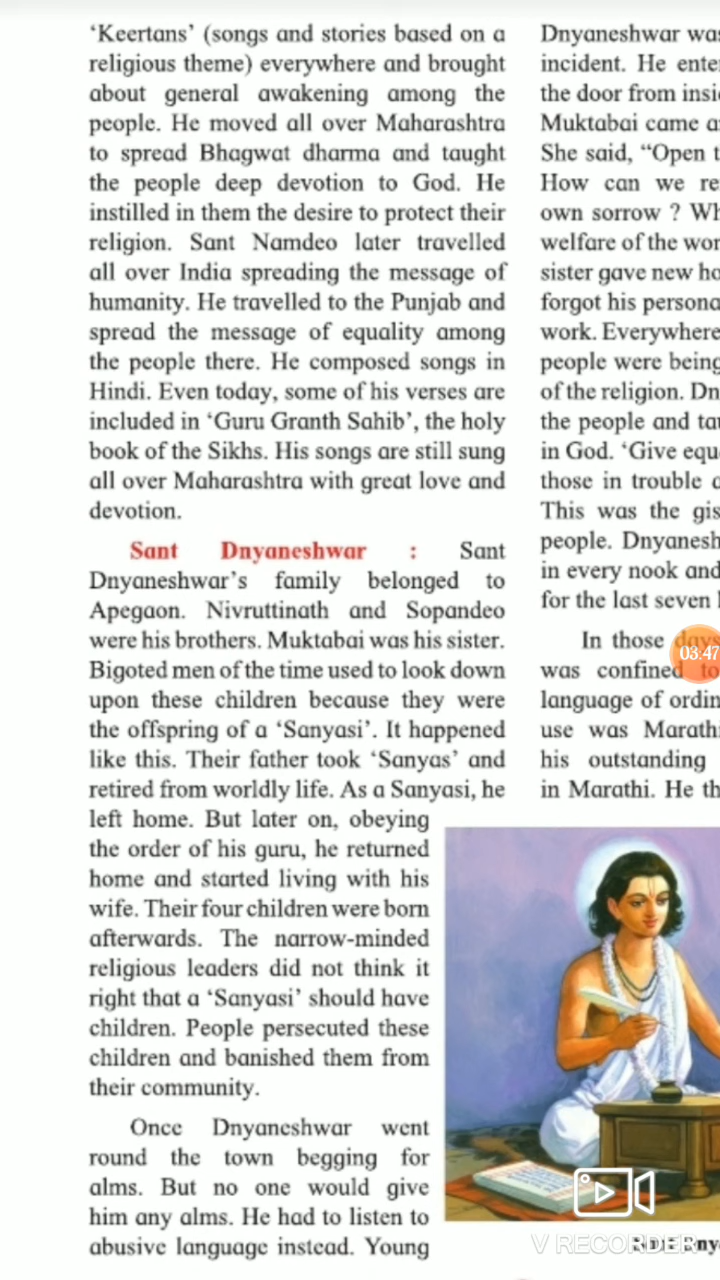 ‘Keertans’ (songs and stories based on a
religious theme) everywhere and brought
about general awakening among the
people. He moved all over Maharashtra
to spread Bhagwat dharma and taught
the people deep devotion to God. He
instilled in them the desire to protect their
religion. Sant Namdeo later travelled
all over India spreading the message of
humanity. He travelled to the Punjab and
spread the message of equality among
the people there. He composed songs in
Hindi. Even today, some of his verses are
included in ‘Guru Granth Sahib’, the holy
book of the Sikhs. His songs are still sung
all over Maharashtra with great love and
devotion.
Sant Dnyaneshwar : Sant
Dnyaneshwar’s family belonged to
Apegaon. Nivruttinath and Sopandeo
were his brothers. Muktabai was his sister.
Bigoted men of the time used to look down
upon these children because they were
the offspring of a ‘Sanyasi’. It happened
like this. Their father took ‘Sanyas’ and
retired from worldly life. As a Sanyasi, he
left home. But later on, obeying
the order of his guru, he returned
home and started living with his
wife. Their four children were born
afterwards. The narrow-minded
religious leaders did not think it
right that a ‘Sanyasi’ should have
children. People persecuted these
children and banished them from
their community.
Once Dnyaneshwar went
round the town begging for
alms. But no one would give
him any alms. He had to listen to
abusive language instead. Young
Dnyaneshwar was
incident. He ente
the door from insi
Muktabai came a
She said, “Open t
How can we re
own sorrow ? Wh
welfare of the wor
sister gave new ho
forgot his persona
work. Everywhere
people were being
of the religion. Dn
the people and tau
in God. ‘Give equ
those in trouble
This was the gis
people. Dnyanesh
in every nook and
for the last seven
In those days
was confined to
language of ordin
use was Marathi
his outstanding
in Marathi. He th
03:47
V RECORDER